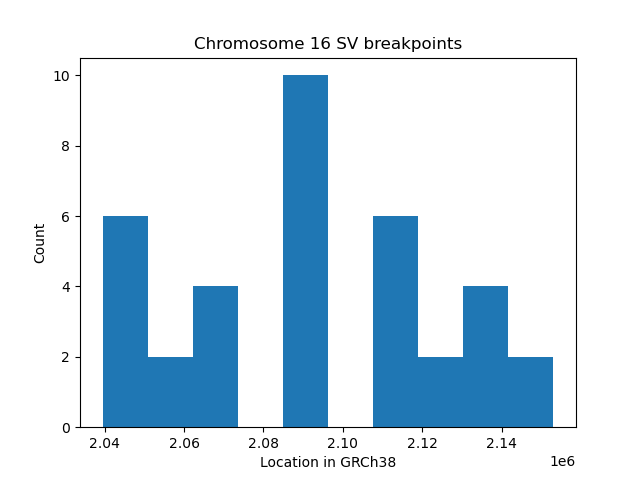 Chromosome 16 SV breakpoints
10
8
6
4
2
0
Count
2.04 2.06 2.08 2.10 2.12 2.14
1e6
Location in GRCh38